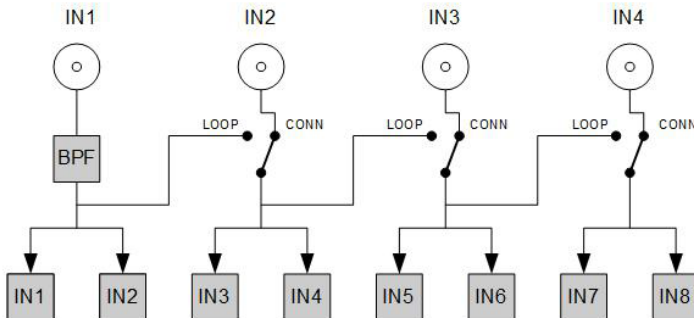 IN1 IN2 IN3 IN4
LOOP CONN LOOP CONN LOOP CONN
BPF
IN1 IN2 IN3 IN4 IN5 IN6 IN7 IN8